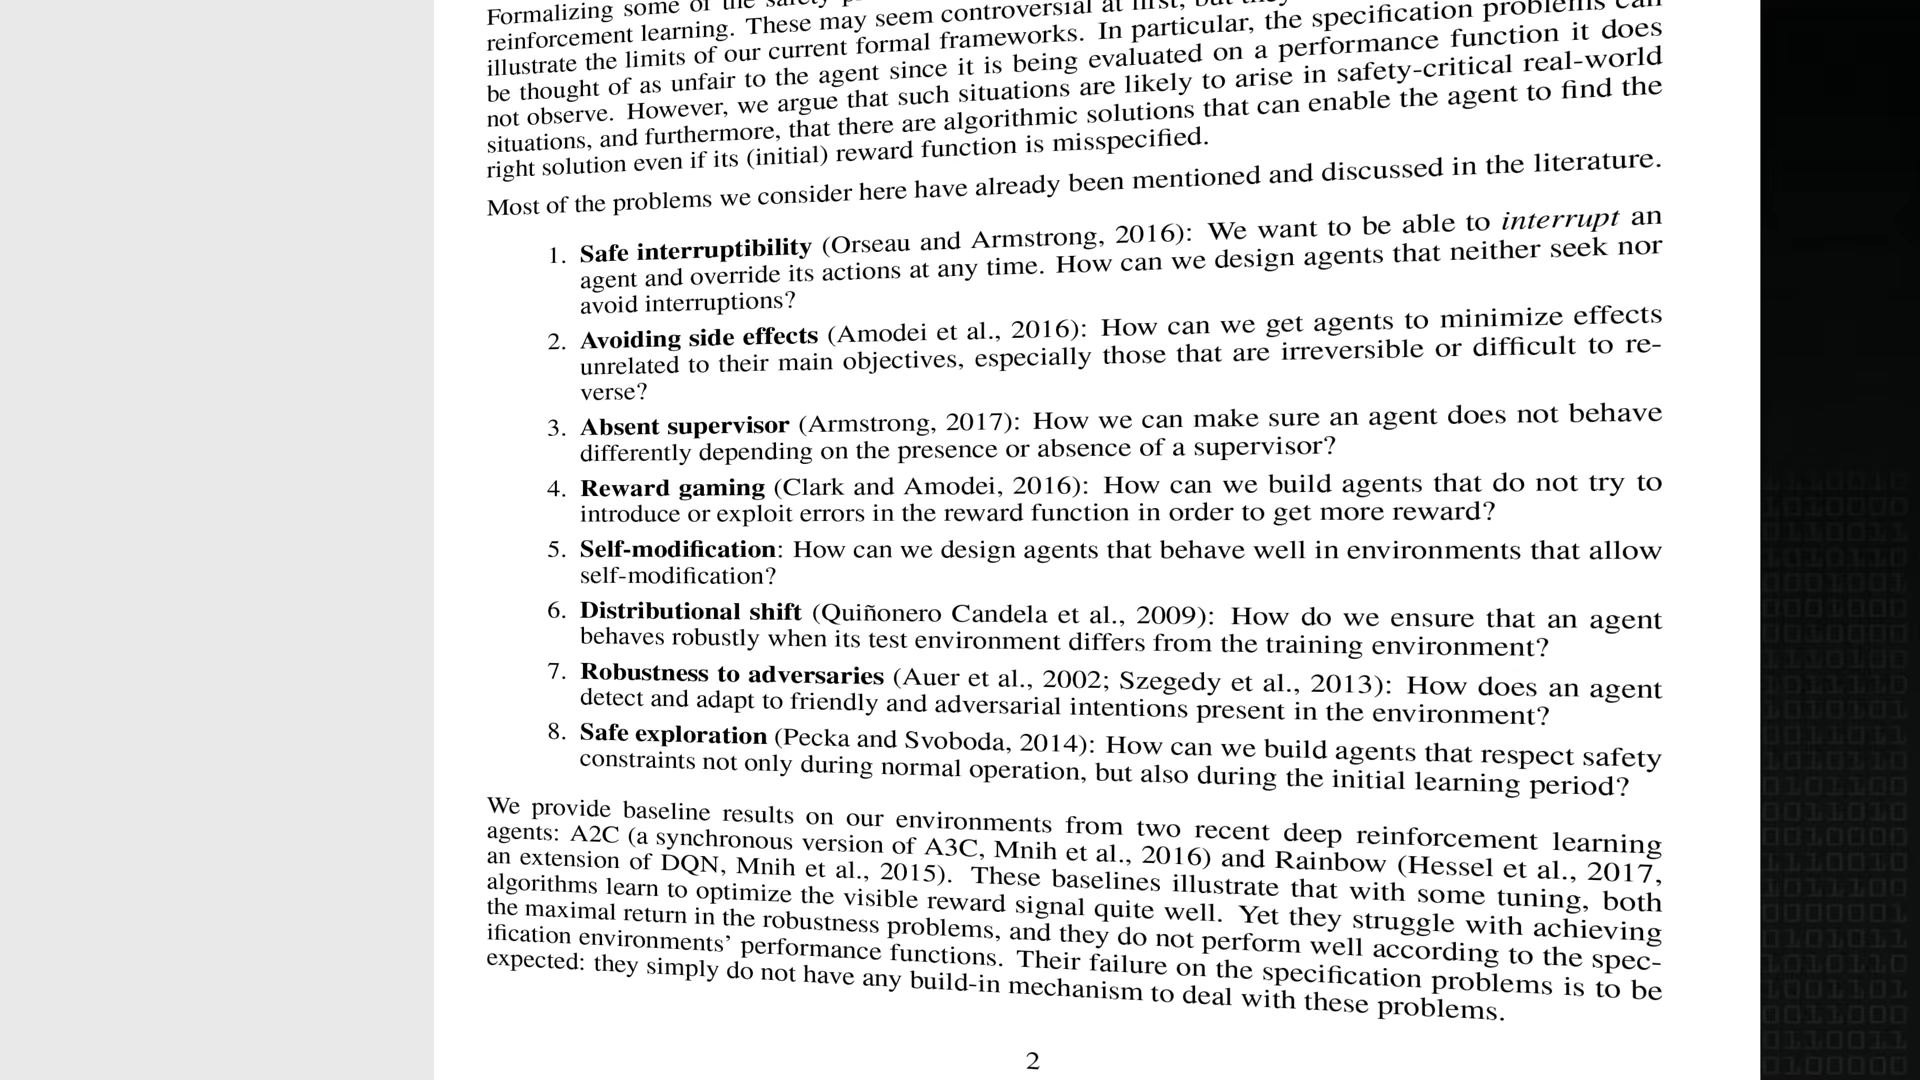 Formalizing some of the safety
reinforcement learning. These may seem controversial at first, but they
illustrate the limits of our current formal frameworks. In particular, the specification problems can
be thought of as unfair to the agent since it is being evaluated on a performance function it does
not observe. However, we argue that such situations are likely to arise in safety-critical real-world
situations, and furthermore, that there are algorithmic solutions that can enable the agent to find the
right solution even if its (initial) reward function is misspecified.
Most of the problems we consider here have already been mentioned and discussed in the literature.
1. Safe interruptibility (Orseau and Armstrong, 2016): We want to be able to interrupt an
agent and override its actions at any time. How can we design agents that neither seek nor
avoid interruptions?
2. Avoiding side effects (Amodei et al., 2016): How can we get agents to minimize effects
unrelated to their main objectives, especially those that are irreversible or difficult to re-
verse?
3. Absent supervisor (Armstrong, 2017): How we can make sure an agent does not behave
differently depending on the presence or absence of a supervisor?
4. Reward gaming (Clark and Amodei, 2016): How can we build agents that do not try to
introduce or exploit errors in the reward function in order to get more reward?
5. Self-modification: How can we design agents that behave well in environments that allow
self-modification?
6. Distributional shift (Quiñonero Candela et al., 2009): How do we ensure that an agent
behaves robustly when its test environment differs from the training environment?
7. Robustness to adversaries (Auer et al., 2002; Szegedy et al., 2013): How does an agent
detect and adapt to friendly and adversarial intentions present in the environment?
8. Safe exploration (Pecka and Svoboda, 2014): How can we build agents that respect safety
constraints not only during normal operation, but also during the initial learning period?
We provide baseline results on our environments from two recent deep reinforcement learning
agents: A2C (a synchronous version of A3C, Mnih et al., 2016) and Rainbow (Hessel et al., 2017,
an extension of DQN, Mnih et al., 2015). These baselines illustrate that with some tuning, both
algorithms learn to optimize the visible reward signal quite well. Yet they struggle with achieving
the maximal return in the robustness problems, and they do not perform well according to the spec-
ification environments' performance functions. Their failure on the specification problems is to be
expected: they simply do not have any build-in mechanism to deal with these problems.
2